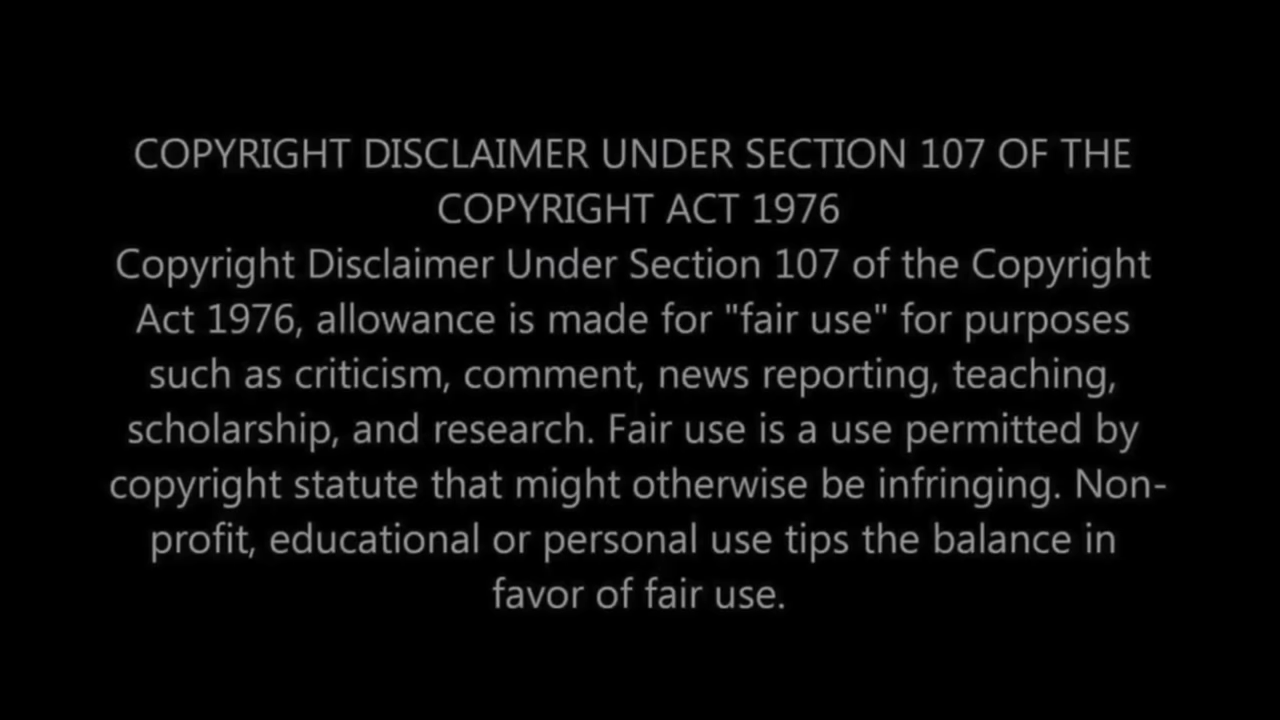 COPYRIGHT DISCLAIMER UNDER SECTION 107 OF THE
COPYRIGHT ACT 1976
Copyright Disclaimer Under Section 107 of the Copyright
Act 1976, allowance is made for "fair use" for purposes
such as criticism, comment, news reporting, teaching,
scholarship, and research. Fair use is a use permitted by
copyright statute that might otherwise be infringing. Non-
profit, educational or personal use tips the balance in
favor of fair use.